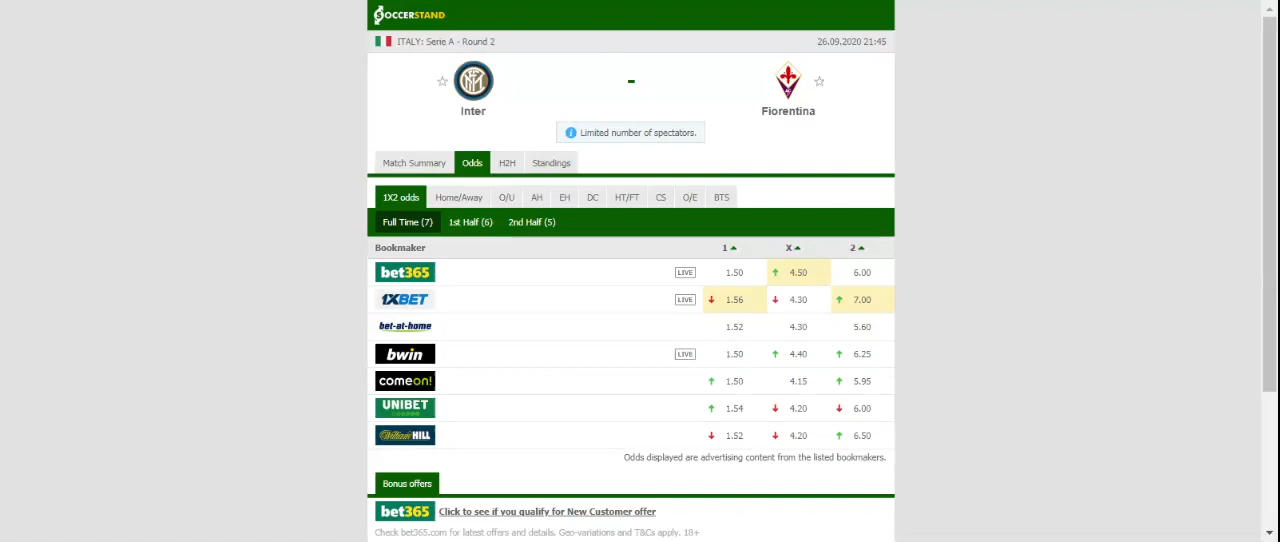 SOCCERSTAND
ITALY: Serie A - Round 2 26.09.2020 21:45
-
Inter Fiorentina
Limited number of spectators.
Match Summary Odds H2H Standings
1X2 odds Home/Away O/U AH EH DC HT/FT CS O/E BTS
Full Time (7) 1st Half (6) 2nd Half (5)
Bookmaker 1 X 2
bet365 LIVE 1.50 4.50 6.00
1XBET LIVE 1.56 4.30 7.00
bet-at-home 1.52 4.30 5.60
bwin LIVE 1.50 4.40 6.25
comeon! 1.50 4.15 5.95
UNIBET 1.54 4.20 6.00
William HILL 1.52 4.20 6.50
Odds displayed are advertising content from the listed bookmakers.
Bonus offers
bet365 Click to see if you qualify for New Customer offer
Check bet365.com for latest offers and details. Geo-variations and T&Cs apply. 18+